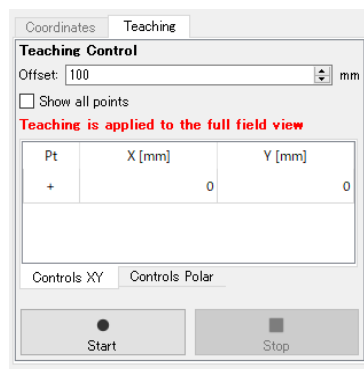 Coordinates Teaching
Teaching Control
Offset: 100 mm
Show all points
Teaching is applied to the full field view
Pt X [mm] Y [mm]
+ 0 0
Controls XY Controls Polar
Start Stop